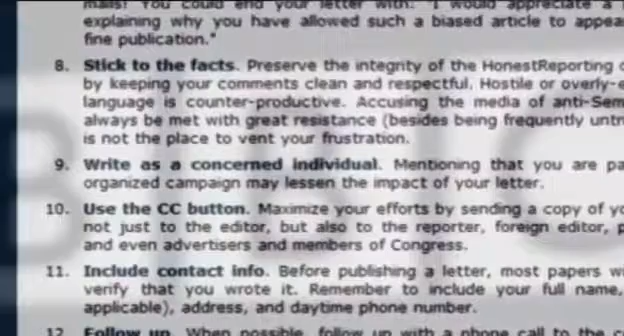 mails! You could end your letter with: "I would appreciate a
explaining why you have allowed such a biased article to appea
fine publication."
8. Stick to the facts. Preserve the integrity of the HonestReporting
by keeping your comments clean and respectful. Hostile or overly-e
language is counter-productive. Accusing the media of anti-Sem
always be met with great resistance (besides being frequently untr
is not the place to vent your frustration.
9. Write as a concerned individual. Mentioning that you are pa
organized campaign may lessen the impact of your letter.
10. Use the CC button. Maximize your efforts by sending a copy of yo
not just to the editor, but also to the reporter, foreign editor, p
and even advertisers and members of Congress.
11. Include contact info. Before publishing a letter, most papers wi
verify that you wrote it. Remember to include your full name,
applicable), address, and daytime phone number.
12. Follow up. When possible, follow up with a phone call to the